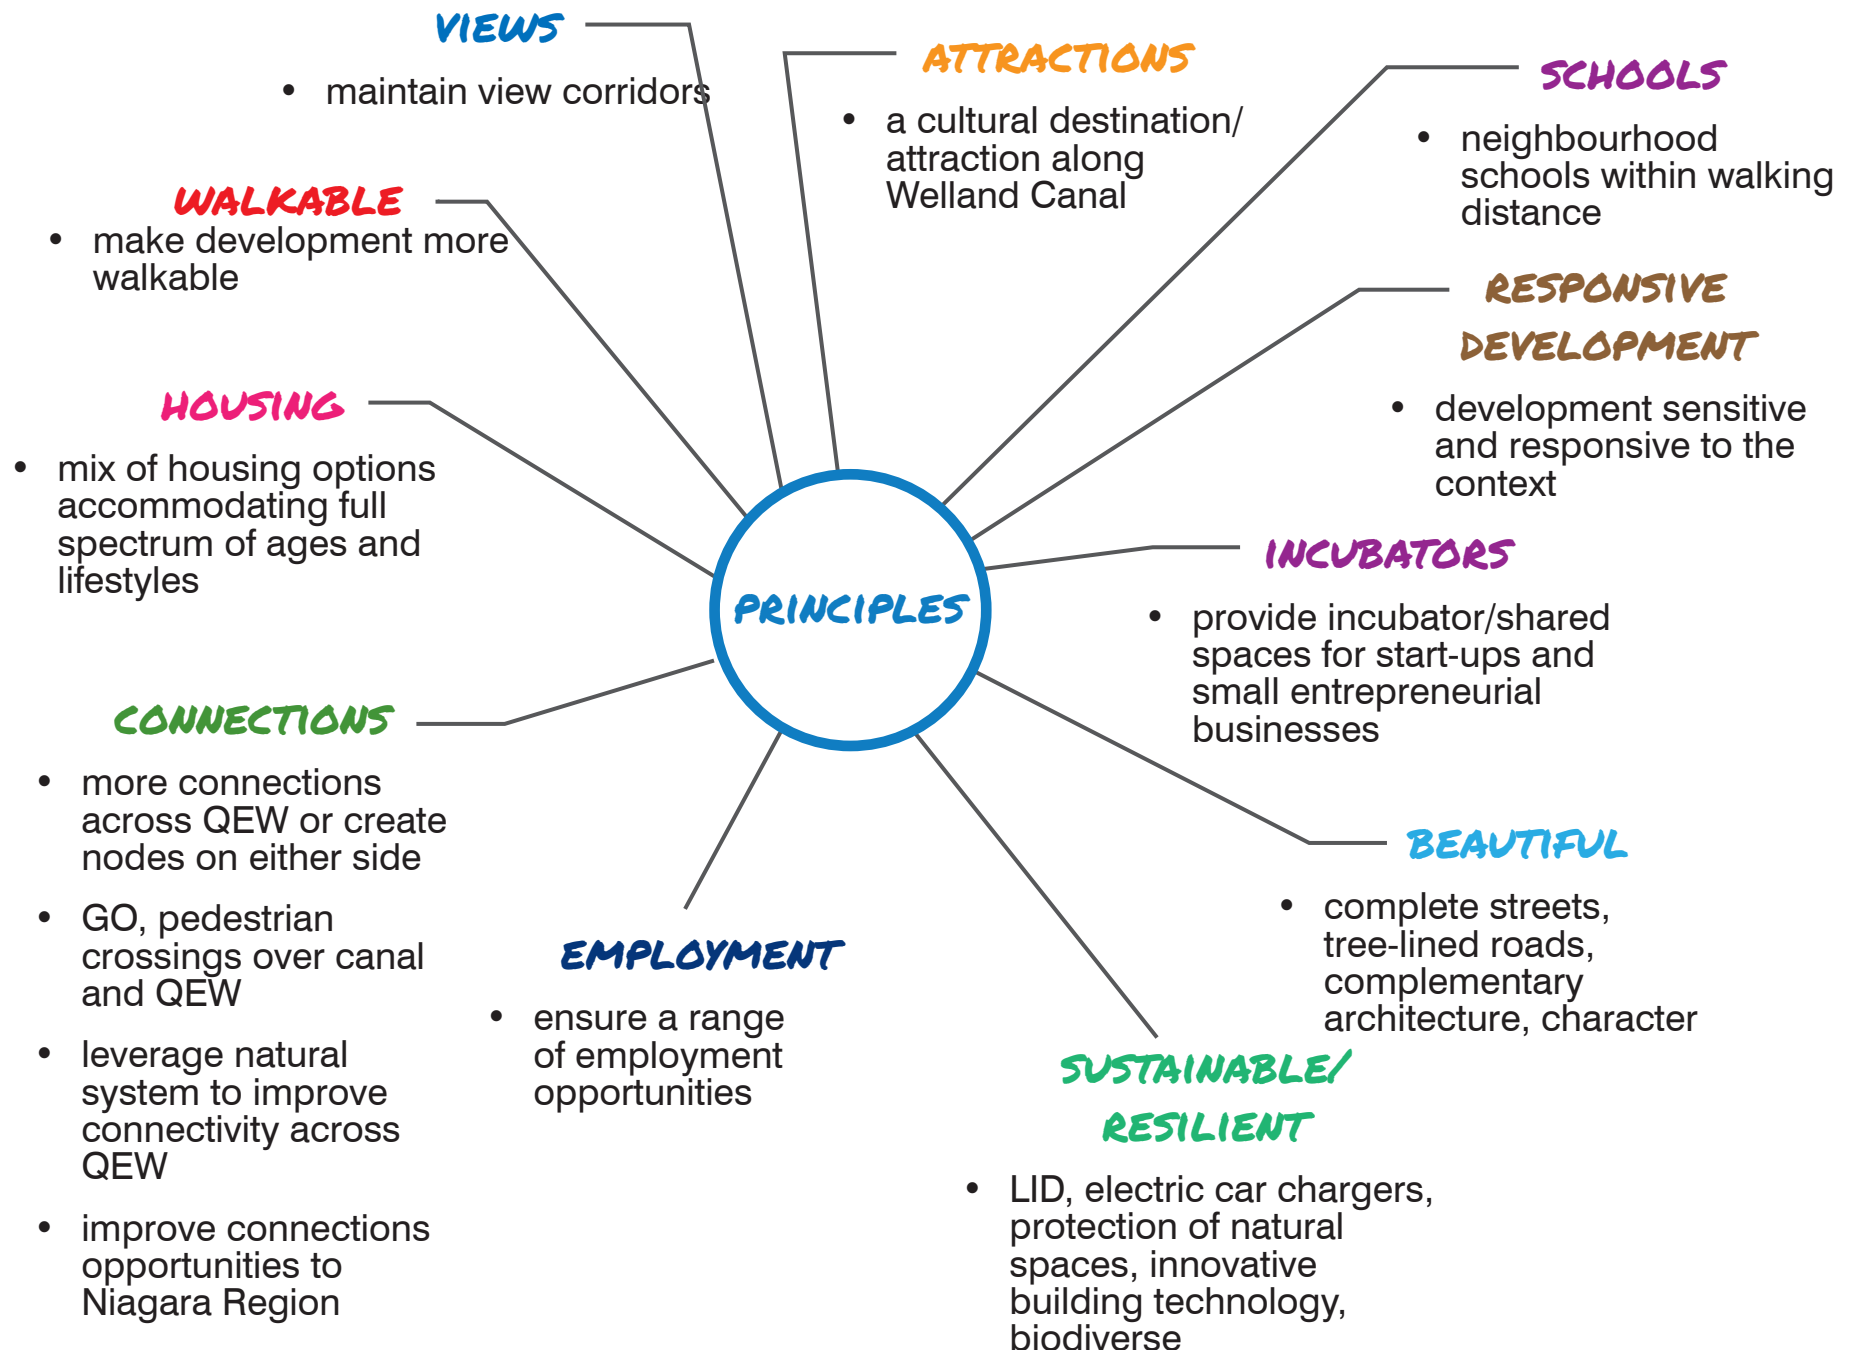 VIEWS
• maintain view corridors
ATTRACTIONS
• a cultural destination/
attraction along
Welland Canal
SCHOOLS
• neighbourhood
schools within walking
distance
WALKABLE
• make development more
walkable
RESPONSIVE
DEVELOPMENT
• development sensitive
and responsive to the
context
HOUSING
• mix of housing options
accommodating full
spectrum of ages and
lifestyles
PRINCIPLES
INCUBATORS
• provide incubator/shared
spaces for start-ups and
small entrepreneurial
businesses
CONNECTIONS
• more connections
across QEW or create
nodes on either side
• GO, pedestrian
crossings over canal
and QEW
• leverage natural
system to improve
connectivity across
QEW
• improve connections
opportunities to
Niagara Region
EMPLOYMENT
• ensure a range
of employment
opportunities
BEAUTIFUL
• complete streets,
tree-lined roads,
complementary
architecture, character
SUSTAINABLE/
RESILIENT
• LID, electric car chargers,
protection of natural
spaces, innovative
building technology,
biodiverse